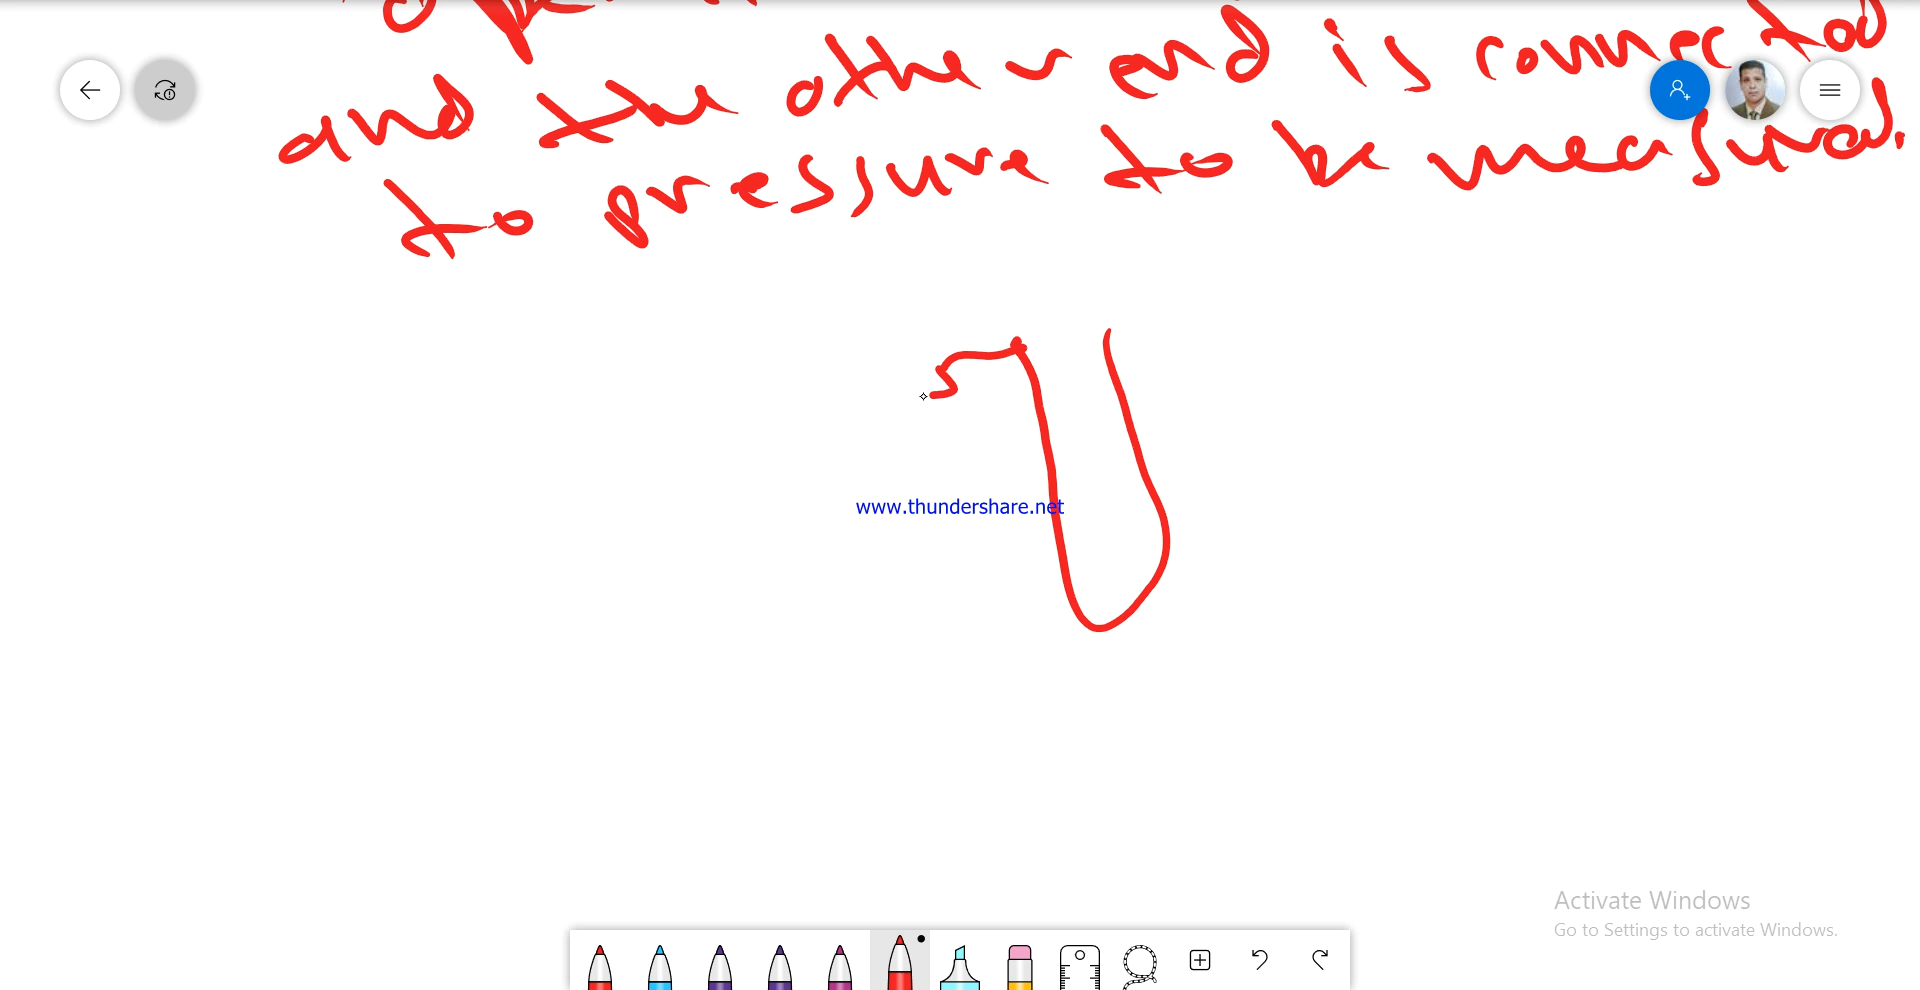 and the other end is connected
to pressure to be measured.
www.thundershare.net
Activate Windows
Go to Settings to activate Windows.